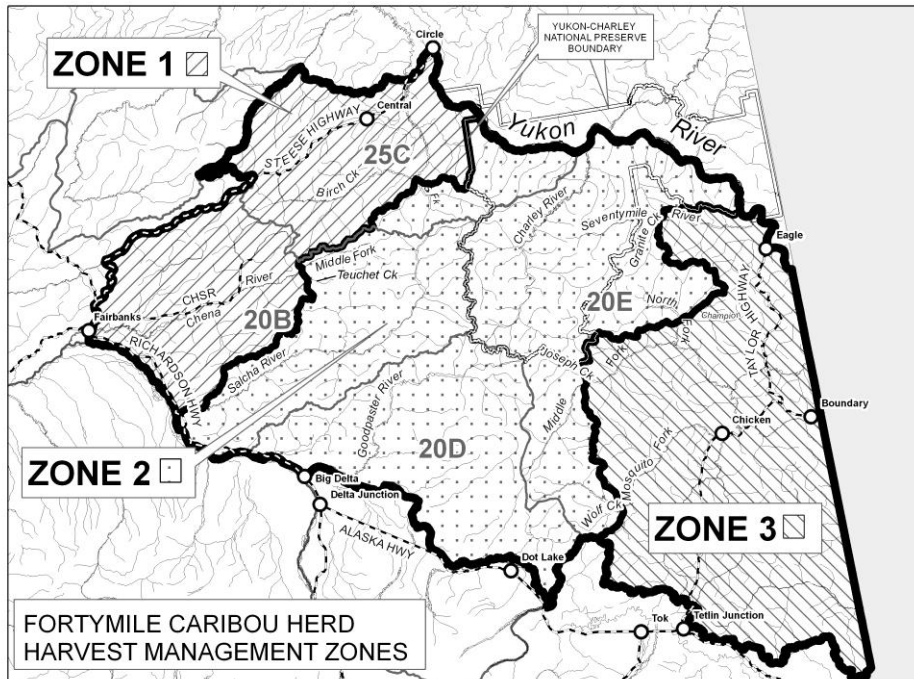 YUKON-CHARLEY
NATIONAL PRESERVE
BOUNDARY
Circle
ZONE 1
Central
STEESE HIGHWAY
25C
Birch Ck
Fk
Yukon River
Charley River
Seventymile River
Granite Ck
Eagle
Middle Fork
Teuchet Ck
CHSR
Chena River
20B
20E
North Fork
Champion
TAYLOR HIGHWAY
Fairbanks
RICHARDSON HWY
Salcha River
Joseph Ck
Middle Fork
Boundary
Goodpaster River
20D
Chicken
Mosquito Fork
ZONE 2
Big Delta
Delta Junction
Wolf Ck
ZONE 3
ALASKA HWY
Dot Lake
Tok
Tetlin Junction
FORTYMILE CARIBOU HERD
HARVEST MANAGEMENT ZONES